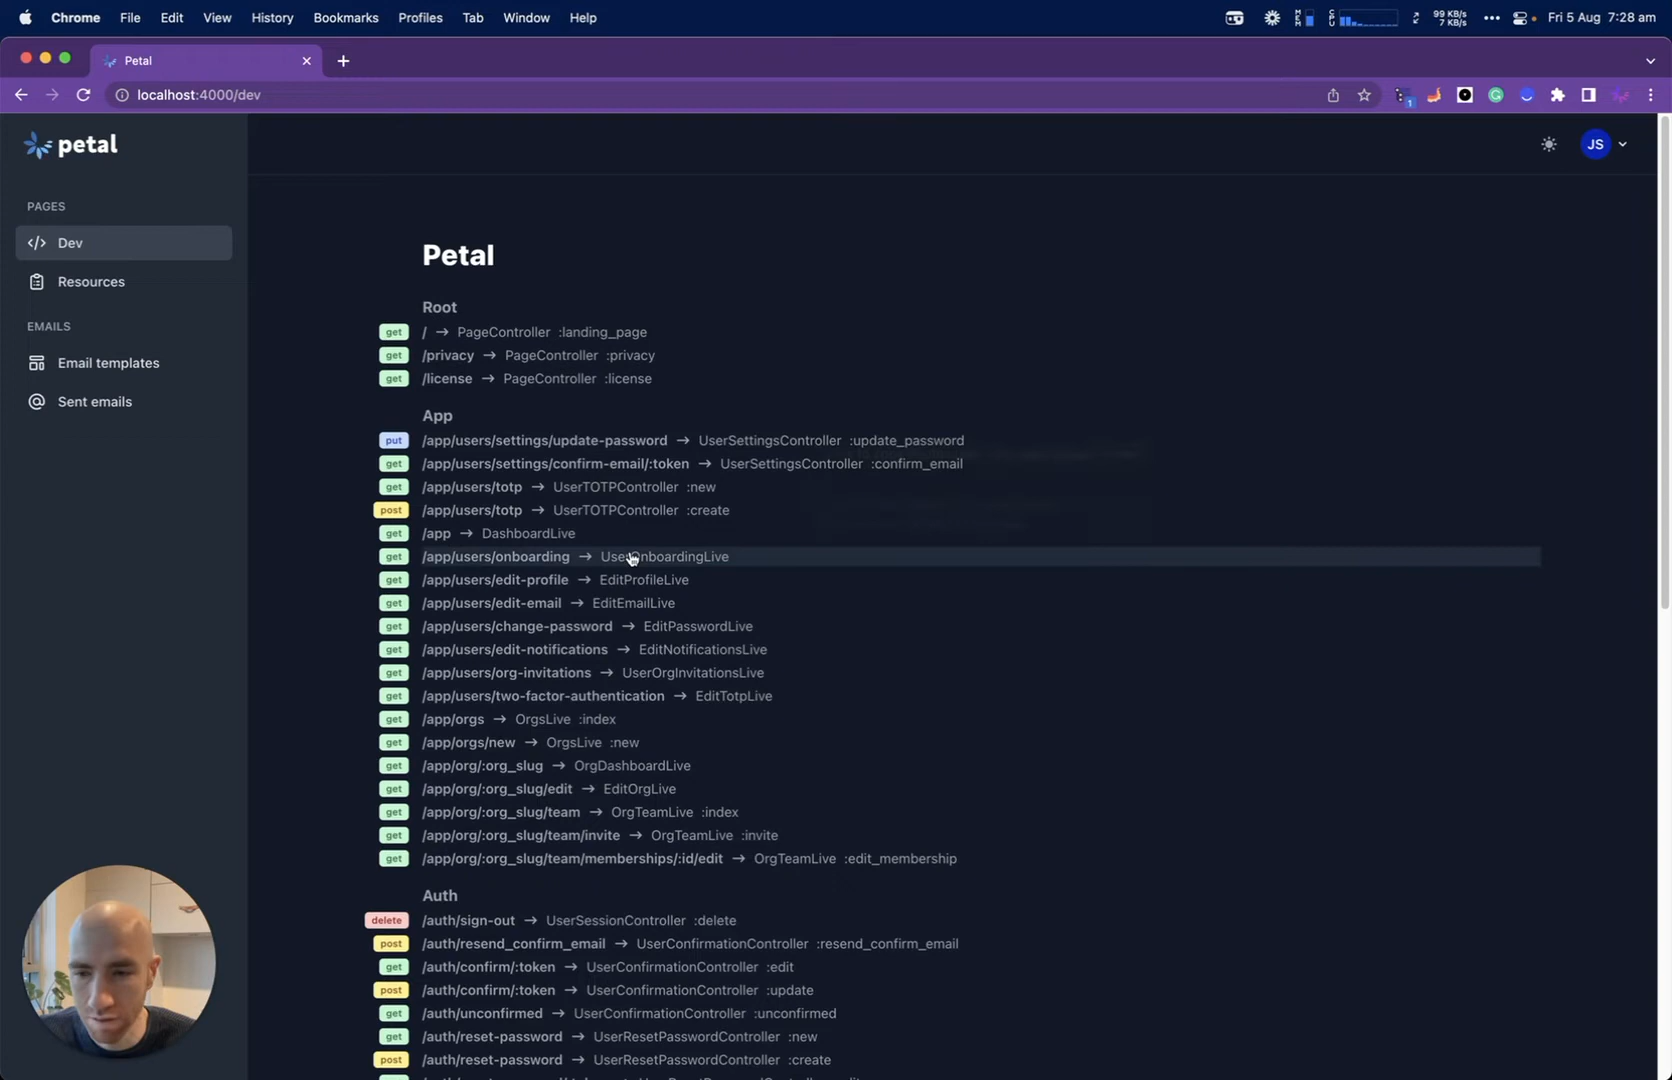 Chrome File Edit View History Bookmarks Profiles Tab Window Help MEM CPU 99 KB/s 7 KB/s Fri 5 Aug 7:28 am
Petal
localhost:4000/dev 1
petal JS
PAGES
Dev
Resources
EMAILS
Email templates
Sent emails
Petal
Root
get / → PageController :landing_page
get /privacy → PageController :privacy
get /license → PageController :license
App
put /app/users/settings/update-password → UserSettingsController :update_password
get /app/users/settings/confirm-email/:token → UserSettingsController :confirm_email
get /app/users/totp → UserTOTPController :new
post /app/users/totp → UserTOTPController :create
get /app → DashboardLive
get /app/users/onboarding → UserOnboardingLive
get /app/users/edit-profile → EditProfileLive
get /app/users/edit-email → EditEmailLive
get /app/users/change-password → EditPasswordLive
get /app/users/edit-notifications → EditNotificationsLive
get /app/users/org-invitations → UserOrgInvitationsLive
get /app/users/two-factor-authentication → EditTotpLive
get /app/orgs → OrgsLive :index
get /app/orgs/new → OrgsLive :new
get /app/org/:org_slug → OrgDashboardLive
get /app/org/:org_slug/edit → EditOrgLive
get /app/org/:org_slug/team → OrgTeamLive :index
get /app/org/:org_slug/team/invite → OrgTeamLive :invite
get /app/org/:org_slug/team/memberships/:id/edit → OrgTeamLive :edit_membership
Auth
delete /auth/sign-out → UserSessionController :delete
post /auth/resend_confirm_email → UserConfirmationController :resend_confirm_email
get /auth/confirm/:token → UserConfirmationController :edit
post /auth/confirm/:token → UserConfirmationController :update
get /auth/unconfirmed → UserConfirmationController :unconfirmed
get /auth/reset-password → UserResetPasswordController :new
post /auth/reset-password → UserResetPasswordController :create